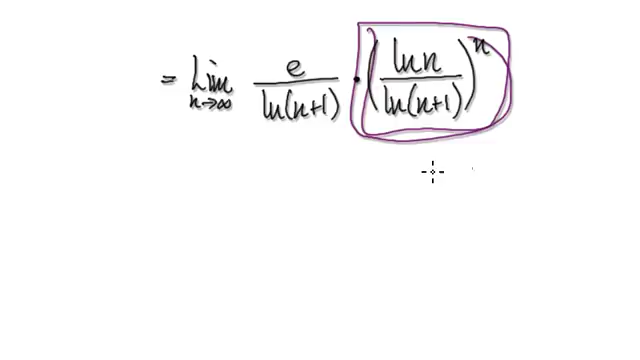 = lim n→∞ e/ln(n+1) · (ln n/ln(n+1))^n